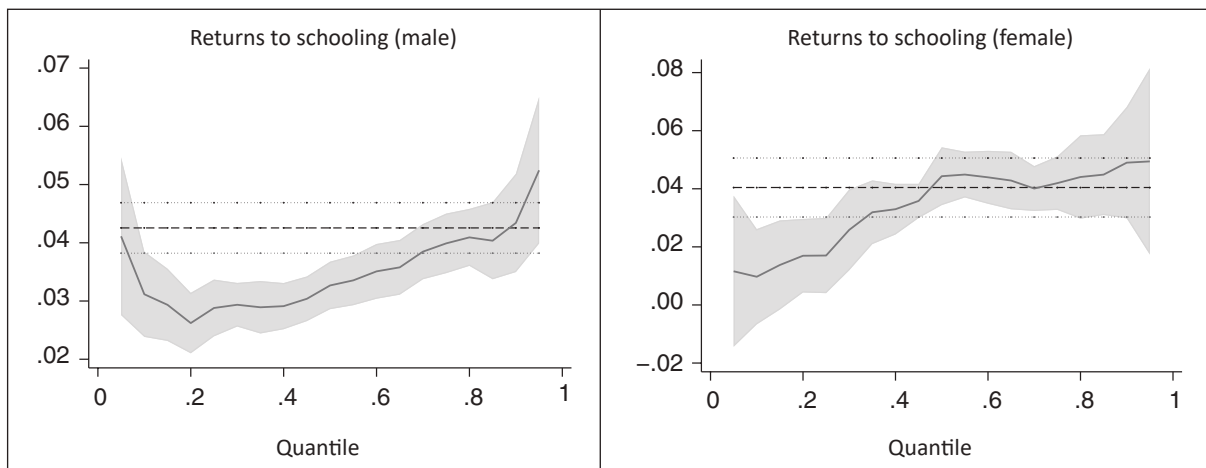 Returns to schooling (male)
.07
.06
.05
.04
.03
.02
0 .2 .4 .6 .8 1
Quantile
Returns to schooling (female)
.08
.06
.04
.02
.00
−.02
0 .2 .4 .6 .8 1
Quantile